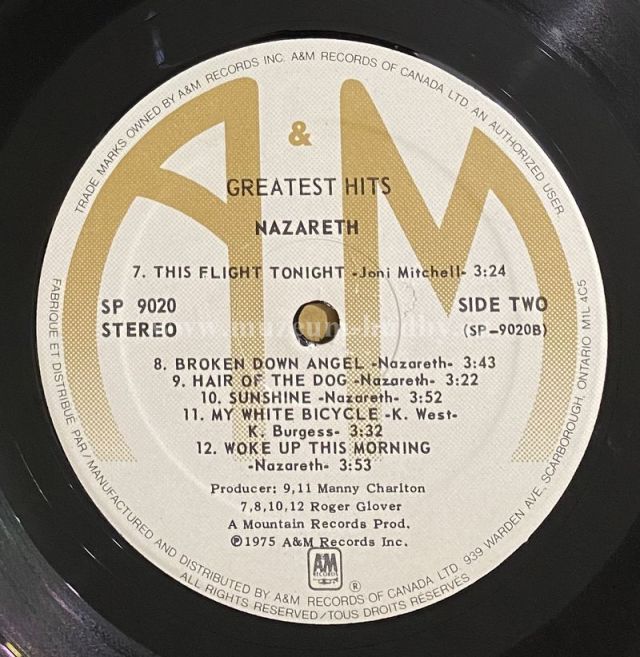 TRADE MARKS OWNED BY A&M RECORDS INC. A&M RECORDS OF CANADA LTD. AN AUTHORIZED USER.
A & M
GREATEST HITS
NAZARETH
7. THIS FLIGHT TONIGHT -Joni Mitchell- 3:24
SP 9020
STEREO
SIDE TWO
(SP-9020B)
8. BROKEN DOWN ANGEL -Nazareth- 3:43
9. HAIR OF THE DOG -Nazareth- 3:22
10. SUNSHINE -Nazareth- 3:52
11. MY WHITE BICYCLE -K. West-
K. Burgess- 3:32
12. WOKE UP THIS MORNING
-Nazareth- 3:53
Producer: 9,11 Manny Charlton
7,8,10,12 Roger Glover
A Mountain Records Prod.
℗1975 A&M Records Inc.
A&M
RECORDS
®
FABRIQUE ET DISTRIBUE PAR/MANUFACTURED AND DISTRIBUTED BY A&M RECORDS OF CANADA LTD. 939 WARDEN AVE, SCARBOROUGH, ONTARIO M1L 4C5
ALL RIGHTS RESERVED/TOUS DROITS RESERVÉS